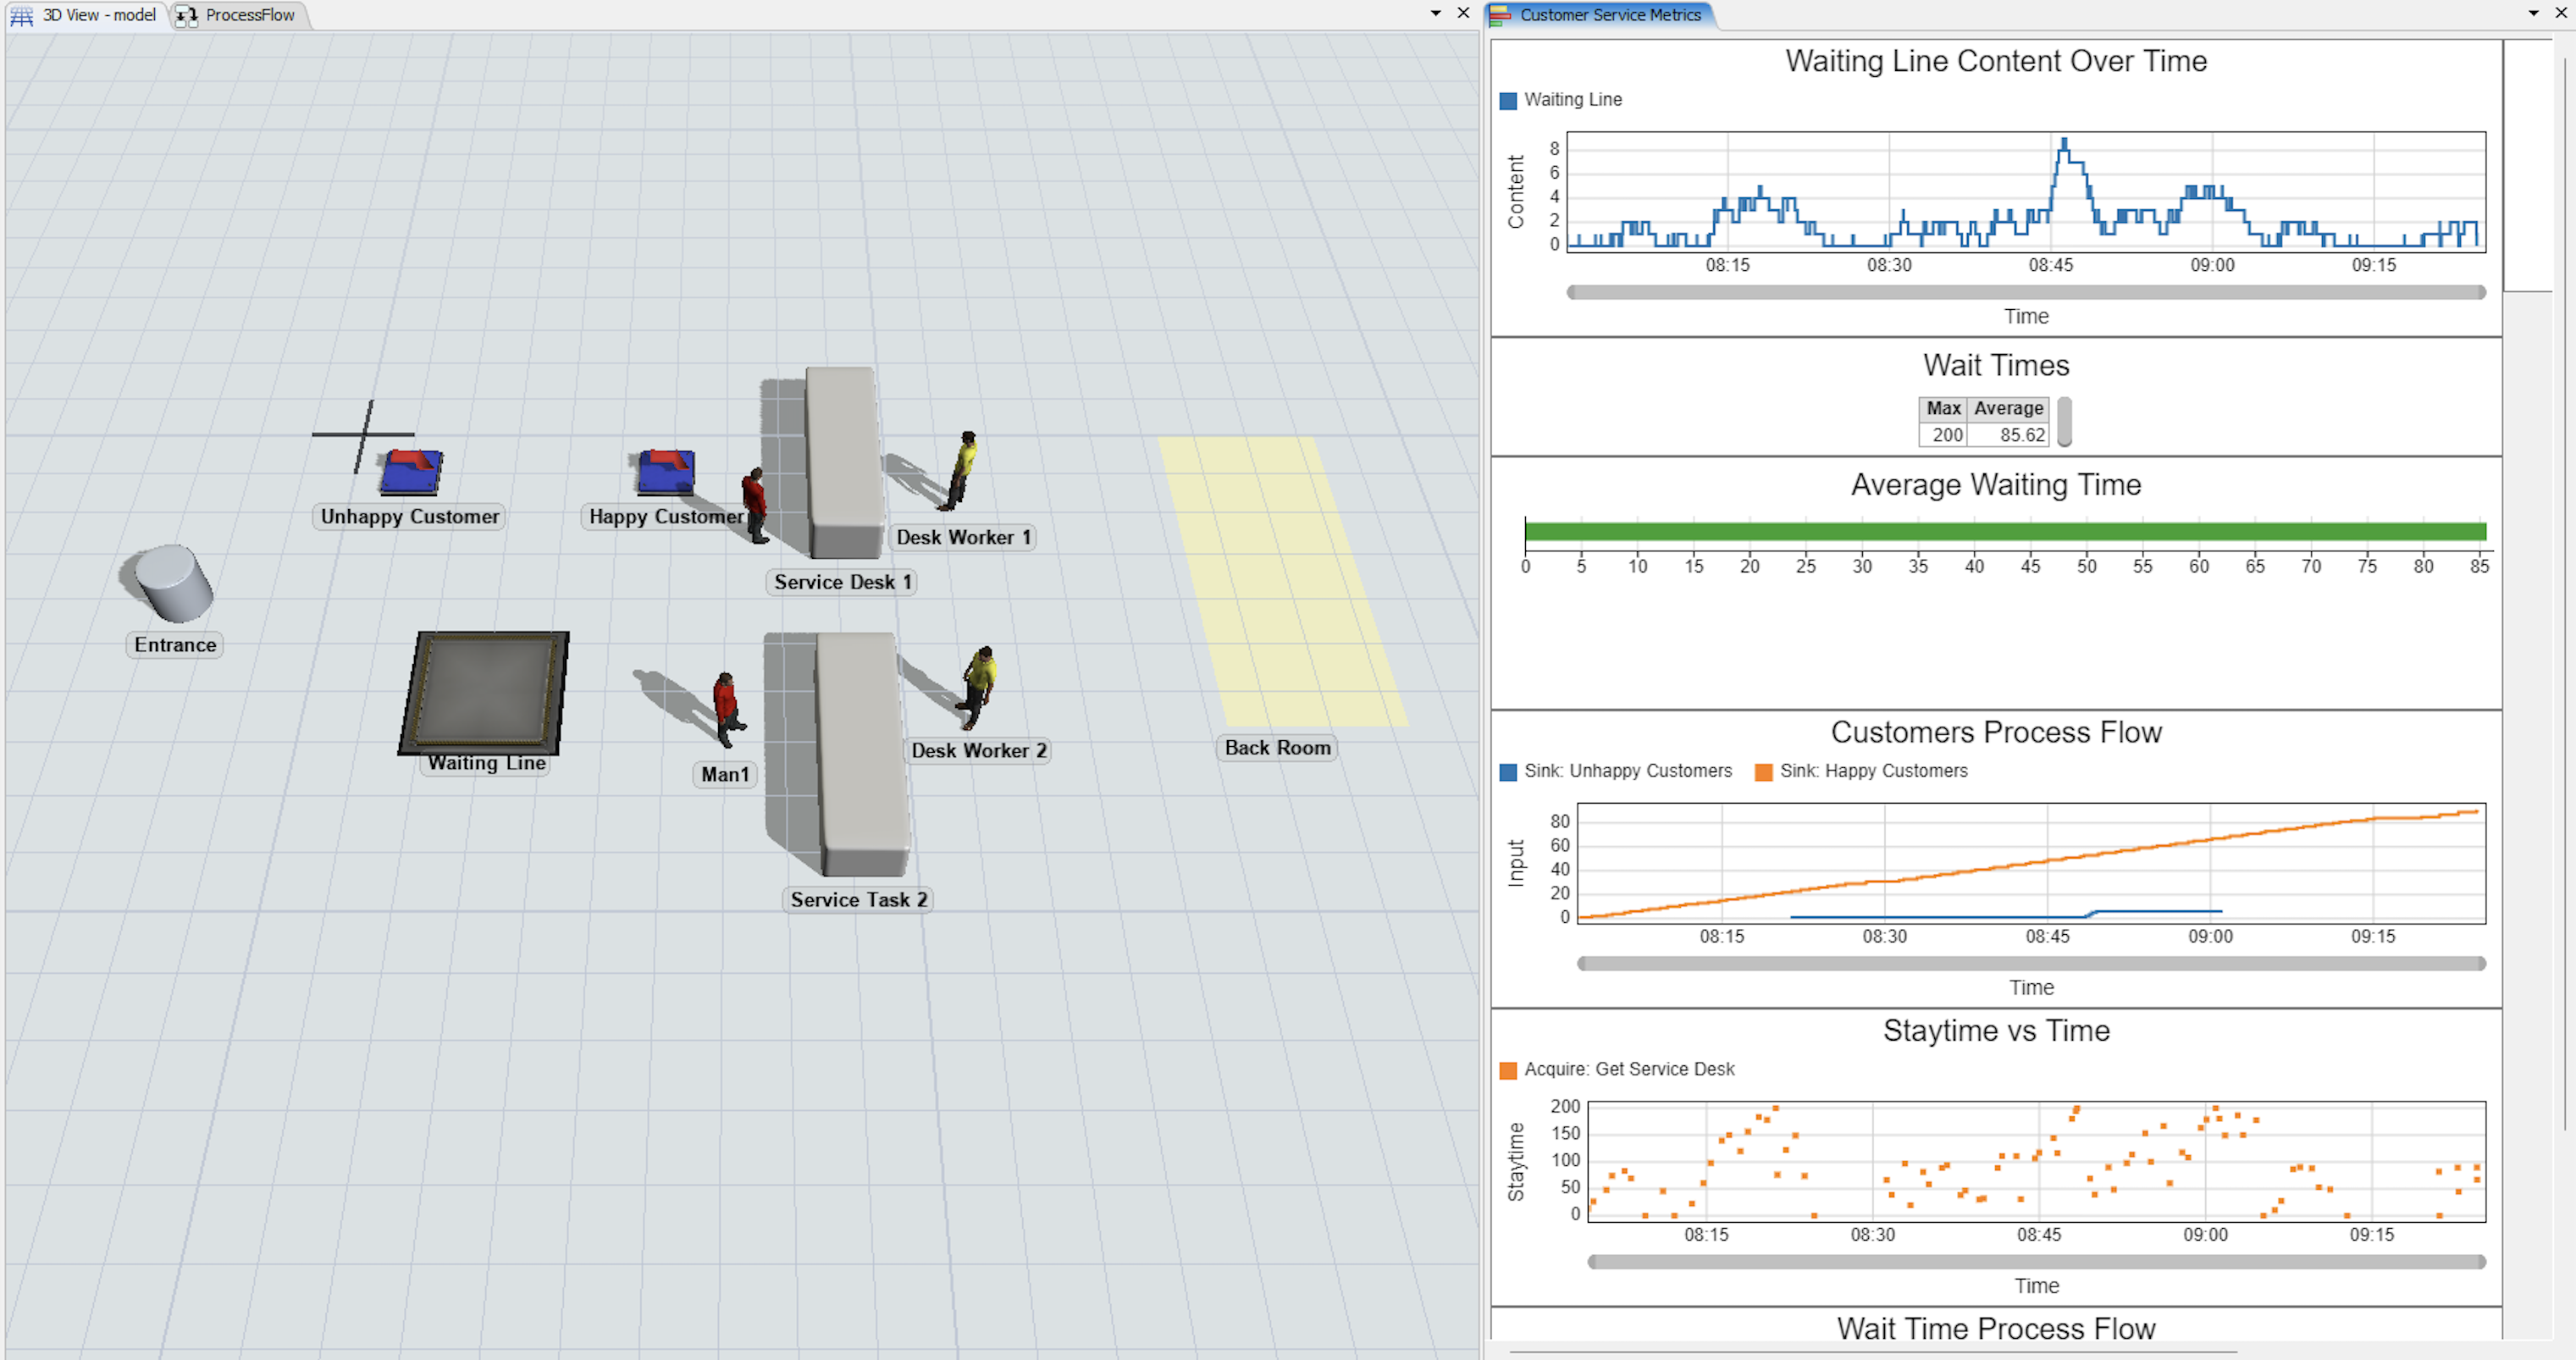 3D View - model
ProcessFlow
Unhappy Customer
Happy Customer
Desk Worker 1
Service Desk 1
Entrance
Waiting Line
Man1
Desk Worker 2
Back Room
Service Task 2
Customer Service Metrics
Waiting Line Content Over Time
Waiting Line
Content
8
6
4
2
0
08:15 08:30 08:45 09:00 09:15
Time
Wait Times
Max Average
200 85.62
Average Waiting Time
0 5 10 15 20 25 30 35 40 45 50 55 60 65 70 75 80 85
Customers Process Flow
Sink: Unhappy Customers Sink: Happy Customers
Input
80
60
40
20
0
08:15 08:30 08:45 09:00 09:15
Time
Staytime vs Time
Acquire: Get Service Desk
Staytime
200
150
100
50
0
08:15 08:30 08:45 09:00 09:15
Time
Wait Time Process Flow